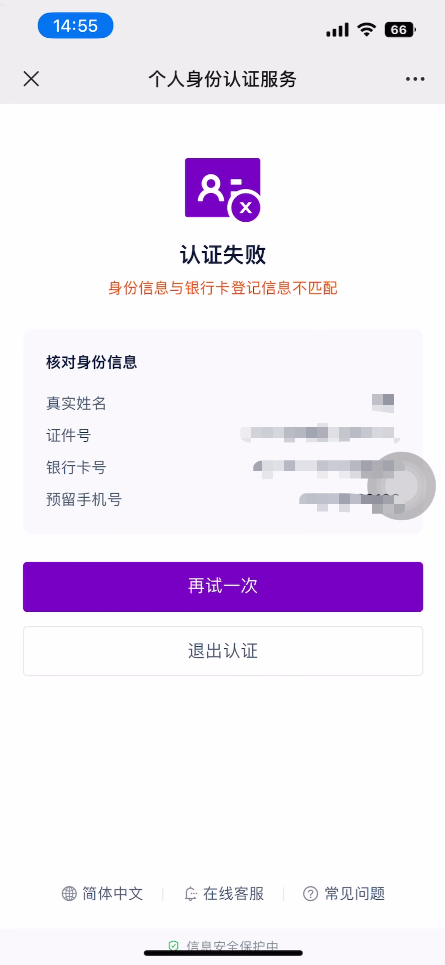 14:55
66
个人身份认证服务
认证失败
身份信息与银行卡登记信息不匹配
核对身份信息
真实姓名
证件号
银行卡号
预留手机号
再试一次
退出认证
简体中文 在线客服 常见问题
信息安全保护中